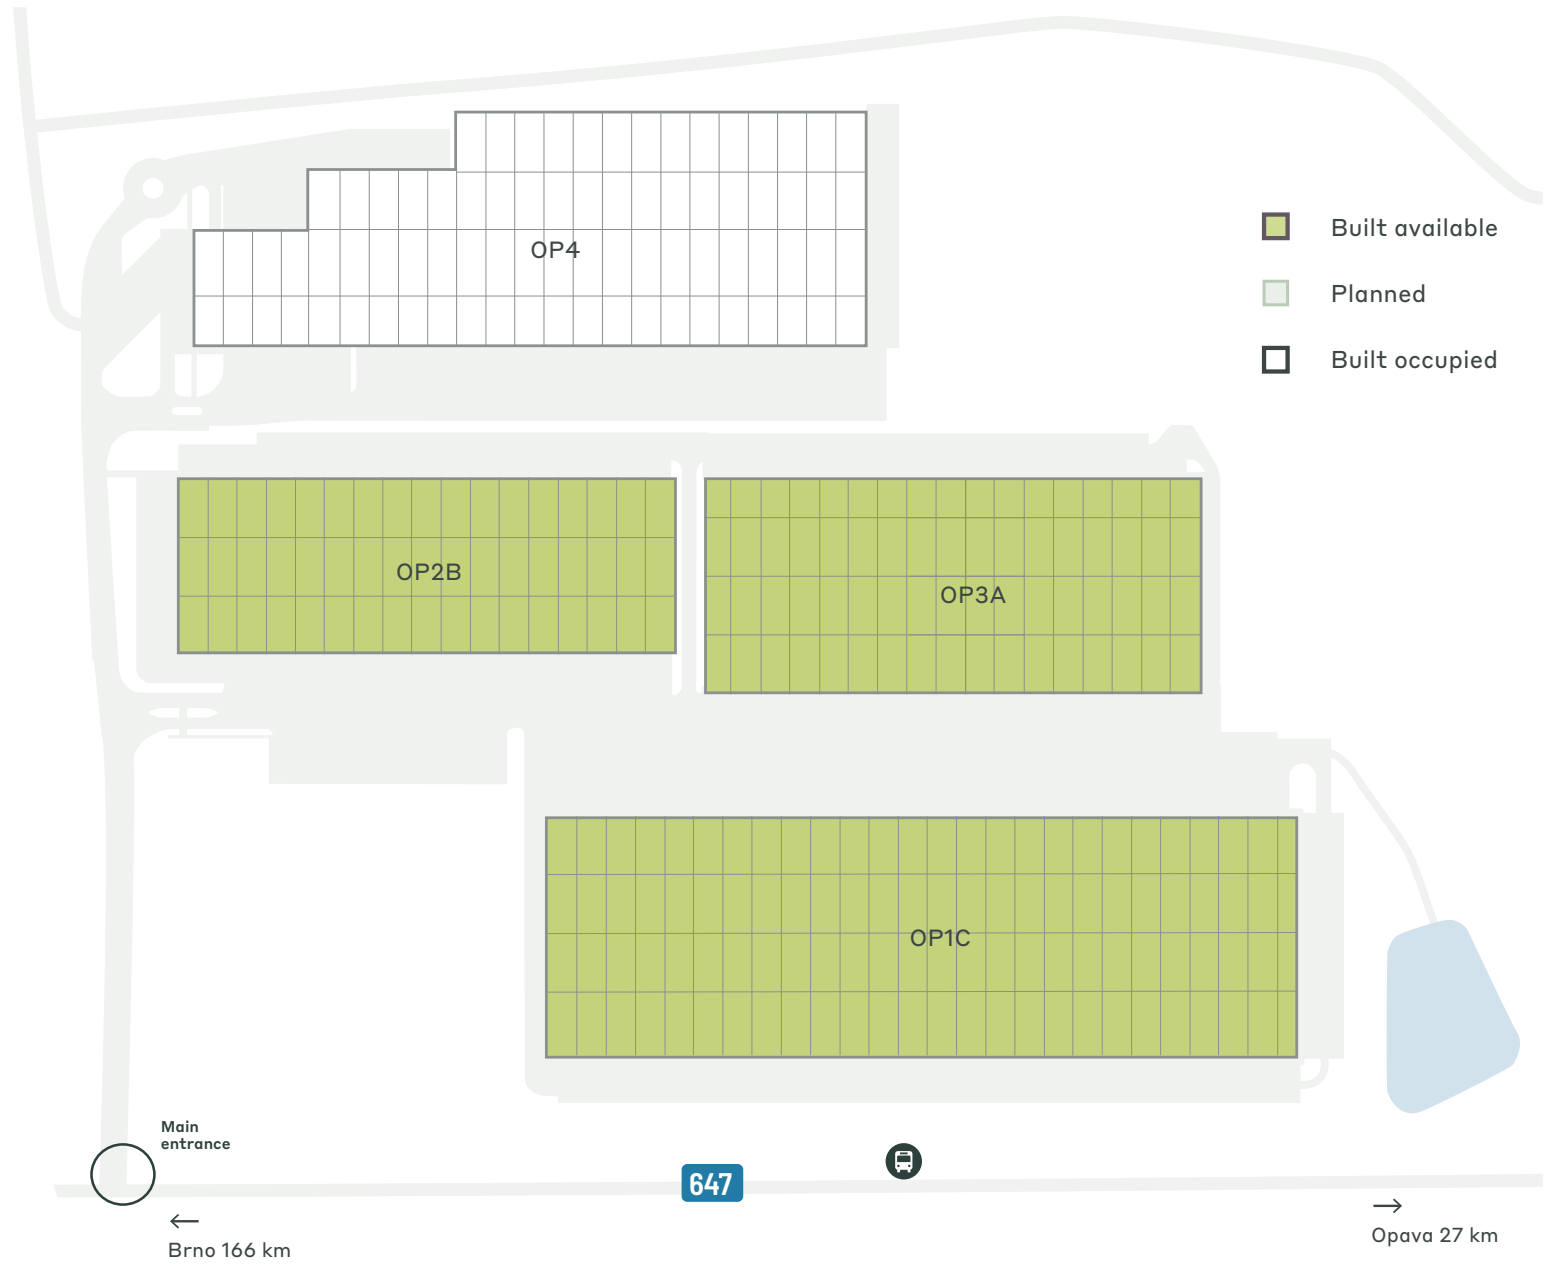 OP4
Built available
Planned
Built occupied
OP2B
OP3A
OP1C
Main
entrance
647
Brno 166 km
Opava 27 km